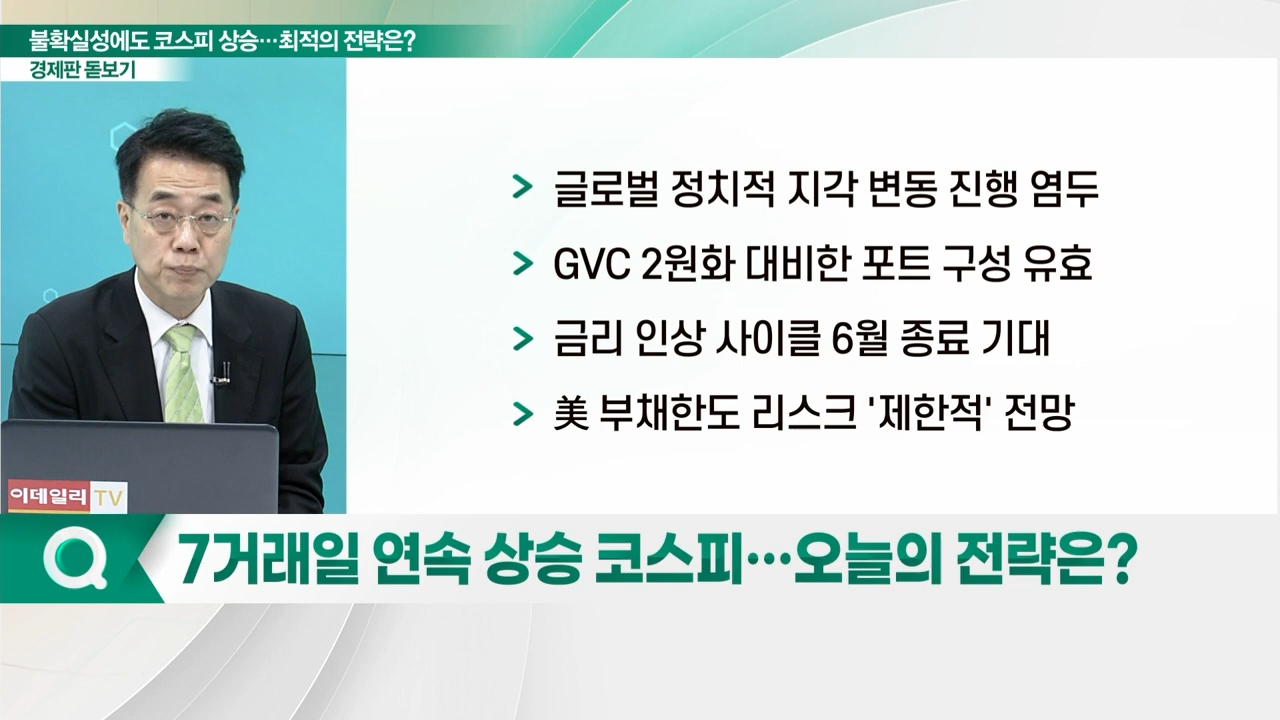 불확실성에도 코스피 상승…최적의 전략은?
경제판 돋보기
> 글로벌 정치적 지각 변동 진행 염두
> GVC 2원화 대비한 포트 구성 유효
> 금리 인상 사이클 6월 종료 기대
> 美 부채한도 리스크 '제한적' 전망
이데일리 TV
Q 7거래일 연속 상승 코스피…오늘의 전략은?